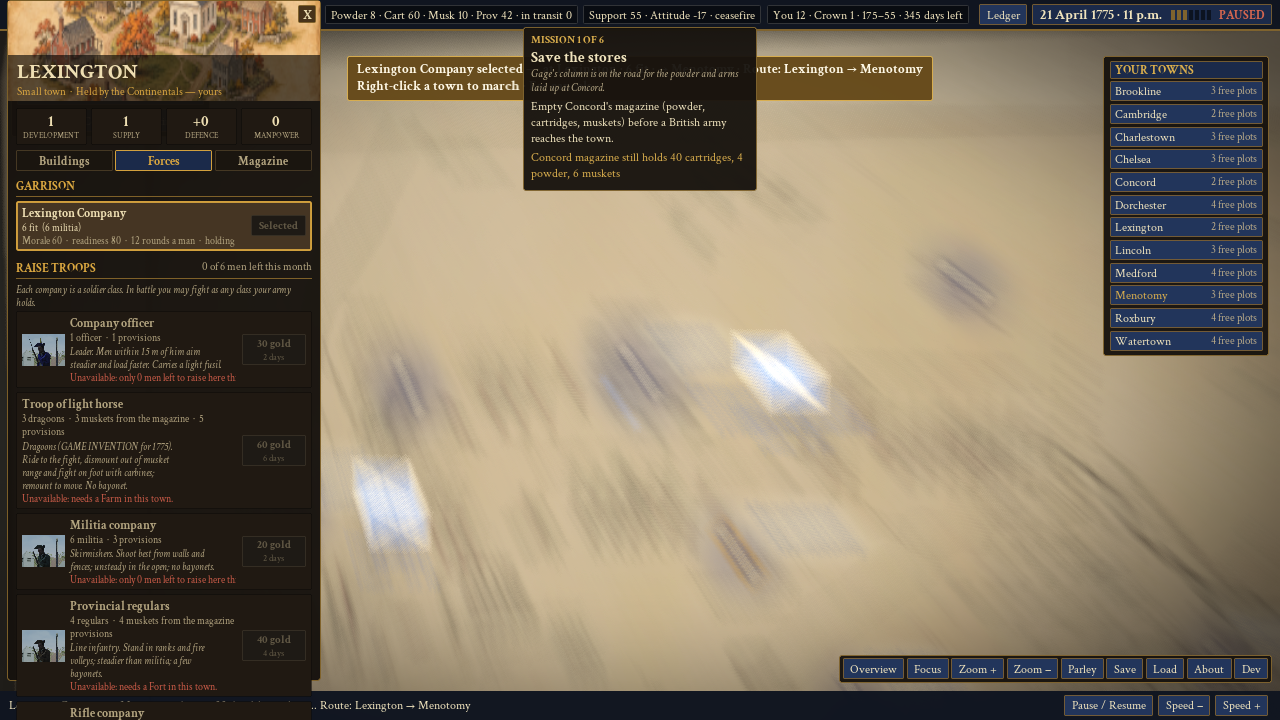 Powder 8 · Cart 60 · Musk 10 · Prov 42 · in transit 0
Support 55 · Attitude -17 · ceasefire
You 12 · Crown 1 · 175–55 · 345 days left
Ledger
21 April 1775 · 11 p.m.
PAUSED
X
LEXINGTON
Small town · Held by the Continentals — yours
1
DEVELOPMENT
1
SUPPLY
+0
DEFENCE
0
MANPOWER
Buildings
Forces
Magazine
GARRISON
Lexington Company
6 fit (6 militia)
Morale 60 · readiness 80 · 12 rounds a man · holding
Selected
RAISE TROOPS
0 of 6 men left this month
Each company is a soldier class. In battle you may fight as any class your army
holds.
Company officer
1 officer · 1 provisions
Leader. Men within 15 m of him aim
steadier and load faster. Carries a light fusil.
Unavailable: only 0 men left to raise here th
30 gold
2 days
Troop of light horse
3 dragoons · 3 muskets from the magazine · 5
provisions
Dragoons (GAME INVENTION for 1775).
Ride to the fight, dismount out of musket
range and fight on foot with carbines;
remount to move. No bayonet.
Unavailable: needs a Farm in this town.
60 gold
6 days
Militia company
6 militia · 3 provisions
Skirmishers. Shoot best from walls and
fences; unsteady in the open; no bayonets.
Unavailable: only 0 men left to raise here th
20 gold
2 days
Provincial regulars
4 regulars · 4 muskets from the magazine
provisions
Line infantry. Stand in ranks and fire
volleys; steadier than militia; a few
bayonets.
Unavailable: needs a Fort in this town.
40 gold
4 days
Rifle company
Lexington Company selected
Route: Lexington → Menotomy
Right-click a town to march
MISSION 1 OF 6
Save the stores
Gage's column is on the road for the powder and arms
laid up at Concord.
Empty Concord's magazine (powder,
cartridges, muskets) before a British army
reaches the town.
Concord magazine still holds 40 cartridges, 4
powder, 6 muskets
YOUR TOWNS
Brookline 3 free plots
Cambridge 2 free plots
Charlestown 3 free plots
Chelsea 3 free plots
Concord 2 free plots
Dorchester 4 free plots
Lexington 2 free plots
Lincoln 3 free plots
Medford 4 free plots
Menotomy 3 free plots
Roxbury 4 free plots
Watertown 4 free plots
Overview
Focus
Zoom +
Zoom –
Parley
Save
Load
About
Dev
Route: Lexington → Menotomy
Pause / Resume
Speed –
Speed +